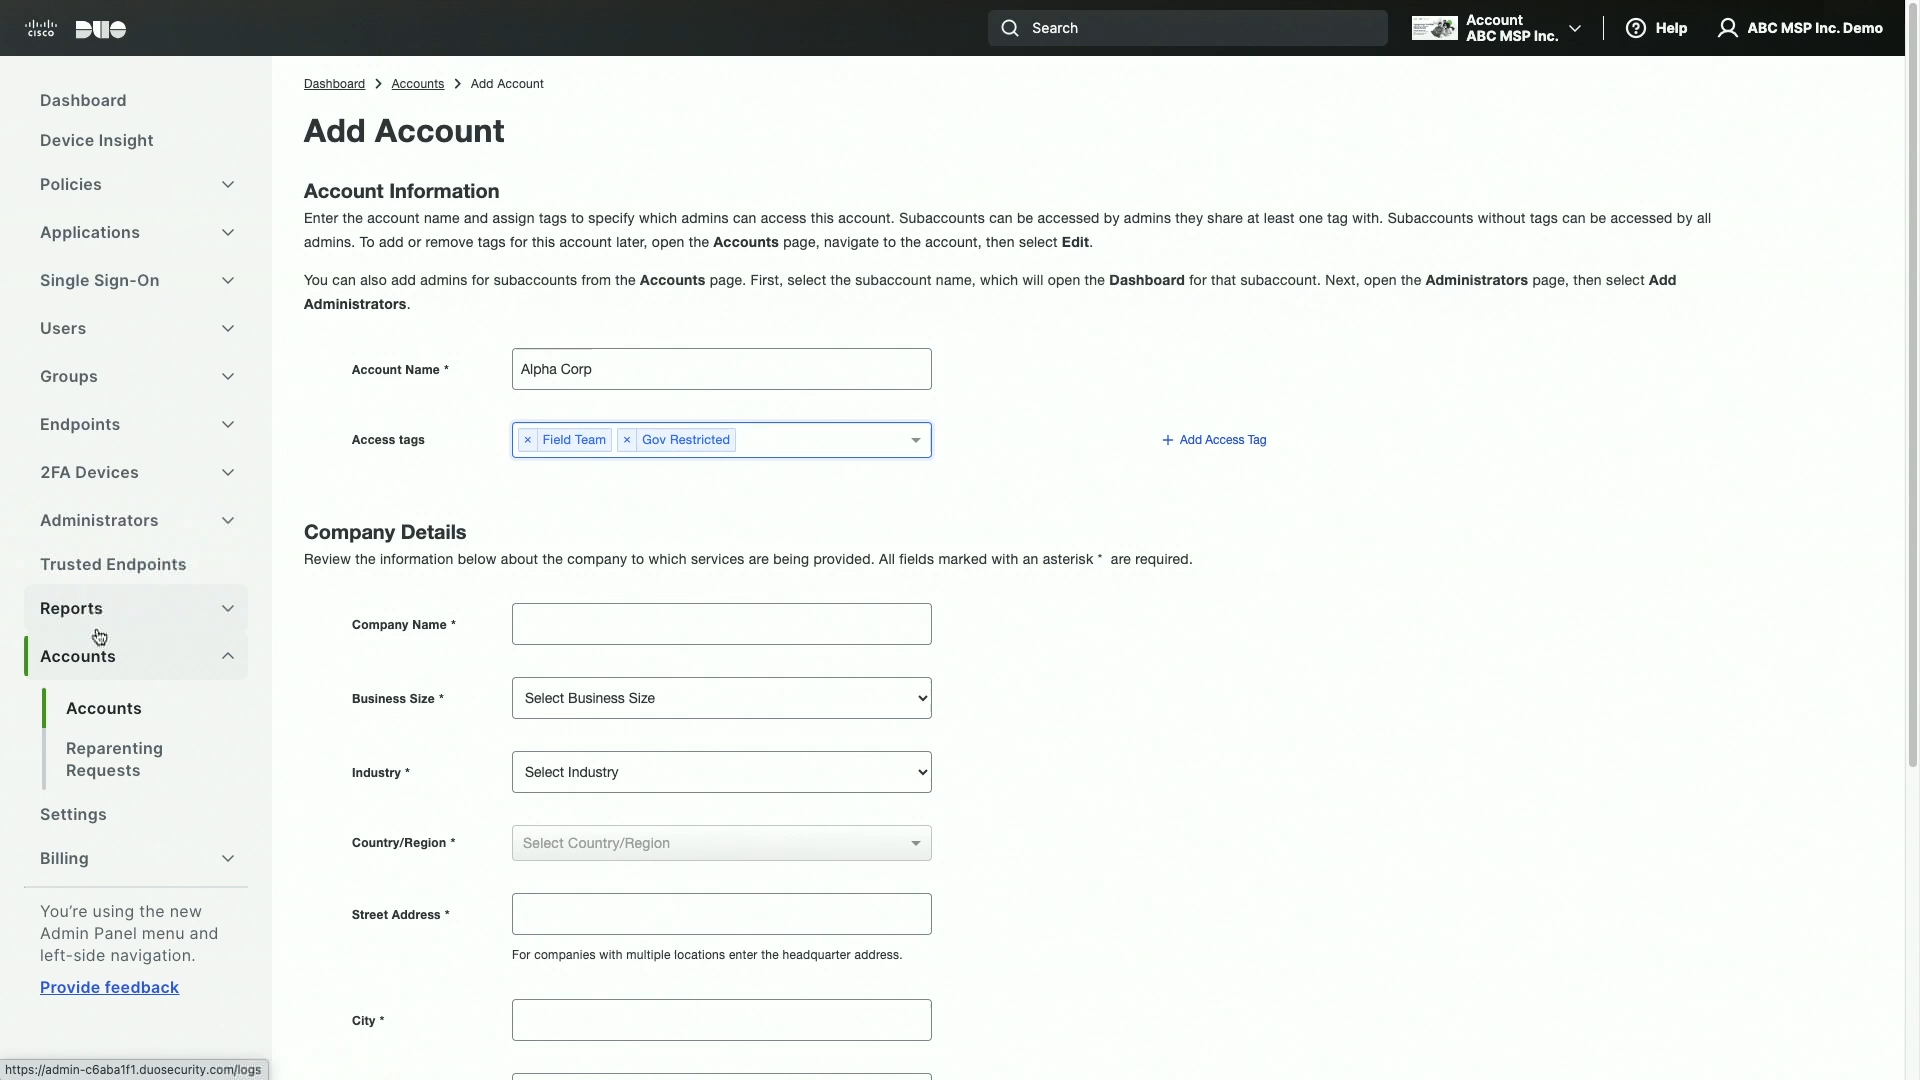 cisco DUO
Search
Account
ABC MSP Inc.
Help
ABC MSP Inc. Demo
Dashboard
Device Insight
Policies
Applications
Single Sign-On
Users
Groups
Endpoints
2FA Devices
Administrators
Trusted Endpoints
Reports
Accounts
Accounts
Reparenting
Requests
Settings
Billing
You're using the new
Admin Panel menu and
left-side navigation.
Provide feedback
https://admin-c6aba1f1.duosecurity.com/logs
Dashboard > Accounts > Add Account
Add Account
Account Information
Enter the account name and assign tags to specify which admins can access this account. Subaccounts can be accessed by admins they share at least one tag with. Subaccounts without tags can be accessed by all
admins. To add or remove tags for this account later, open the Accounts page, navigate to the account, then select Edit.
You can also add admins for subaccounts from the Accounts page. First, select the subaccount name, which will open the Dashboard for that subaccount. Next, open the Administrators page, then select Add
Administrators.
Account Name * Alpha Corp
Access tags × Field Team × Gov Restricted + Add Access Tag
Company Details
Review the information below about the company to which services are being provided. All fields marked with an asterisk * are required.
Company Name *
Business Size * Select Business Size
Industry * Select Industry
Country/Region * Select Country/Region
Street Address *
For companies with multiple locations enter the headquarter address.
City *